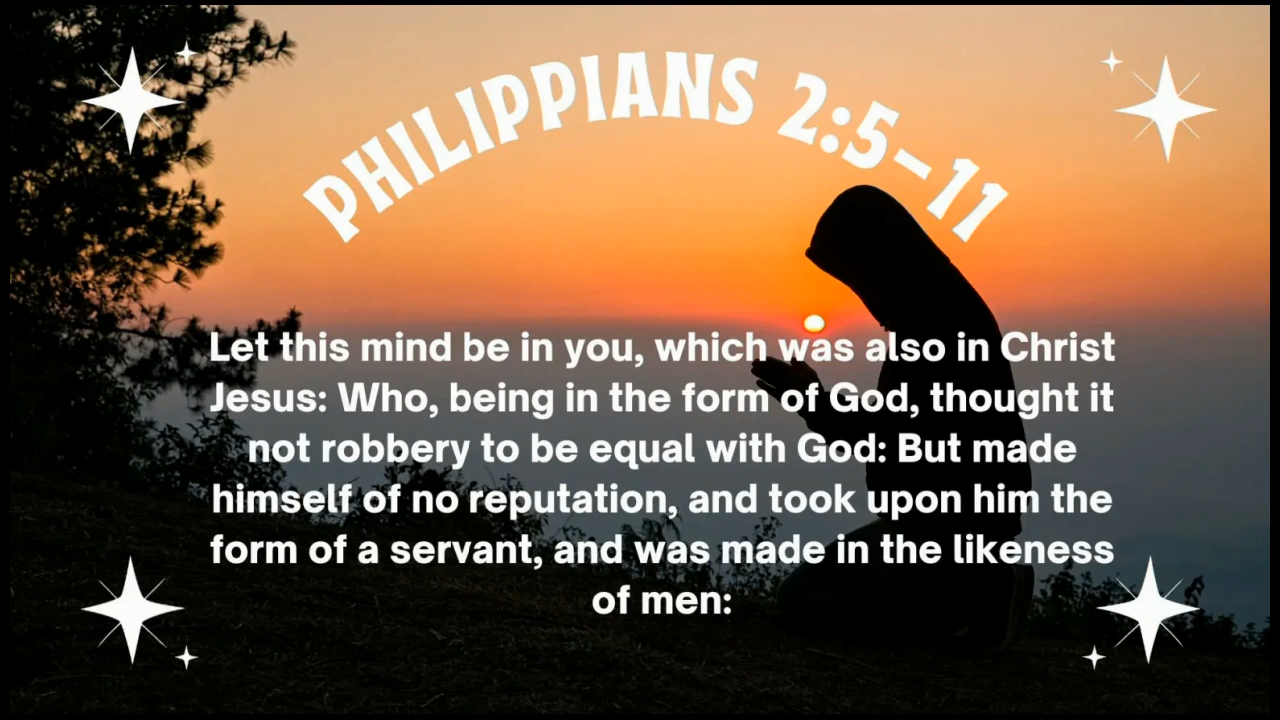 PHILIPPIANS 2:5-11
Let this mind be in you, which was also in Christ
Jesus: Who, being in the form of God, thought it
not robbery to be equal with God: But made
himself of no reputation, and took upon him the
form of a servant, and was made in the likeness
of men: